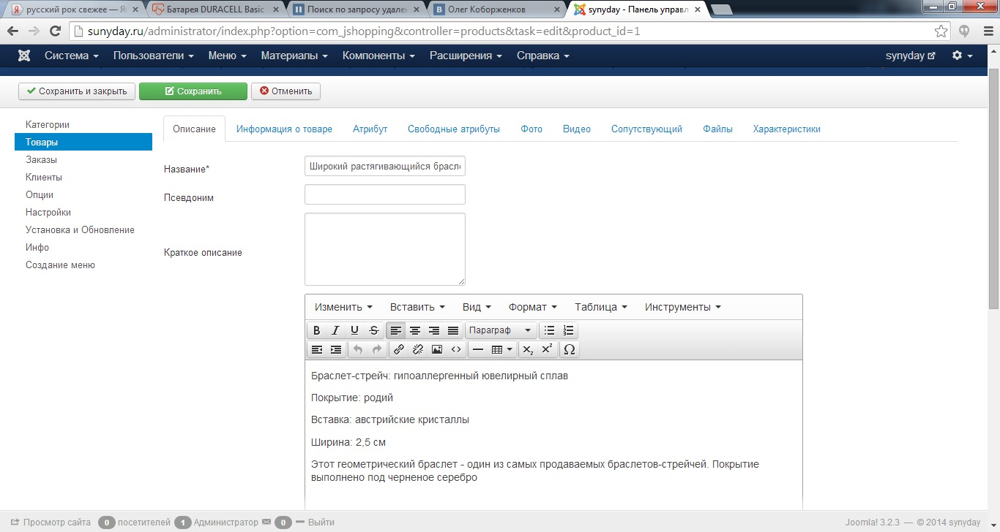 русский рок свежее — Ян
Батарея DURACELL Basic
Поиск по запросу удале
Олег Коборженков
synyday - Панель управл
sunyday.ru/administrator/index.php?option=com_jshopping&controller=products&task=edit&product_id=1
Система Пользователи Меню Материалы Компоненты Расширения Справка synyday
Сохранить и закрыть Сохранить Отменить
Категории
Товары
Заказы
Клиенты
Опции
Настройки
Установка и Обновление
Инфо
Создание меню
Описание Информация о товаре Атрибут Свободные атрибуты Фото Видео Сопутствующий Файлы Характеристики
Название* Широкий растягивающийся брасле
Псевдоним
Краткое описание
Изменить Вставить Вид Формат Таблица Инструменты
Параграф
Браслет-стрейч: гипоаллергенный ювелирный сплав
Покрытие: родий
Вставка: австрийские кристаллы
Ширина: 2,5 см
Этот геометрический браслет - один из самых продаваемых браслетов-стрейчей. Покрытие
выполнено под черненое серебро
Просмотр сайта 0 посетителей 1 Администратор 0 Выйти
Joomla! 3.2.3 — © 2014 synyday